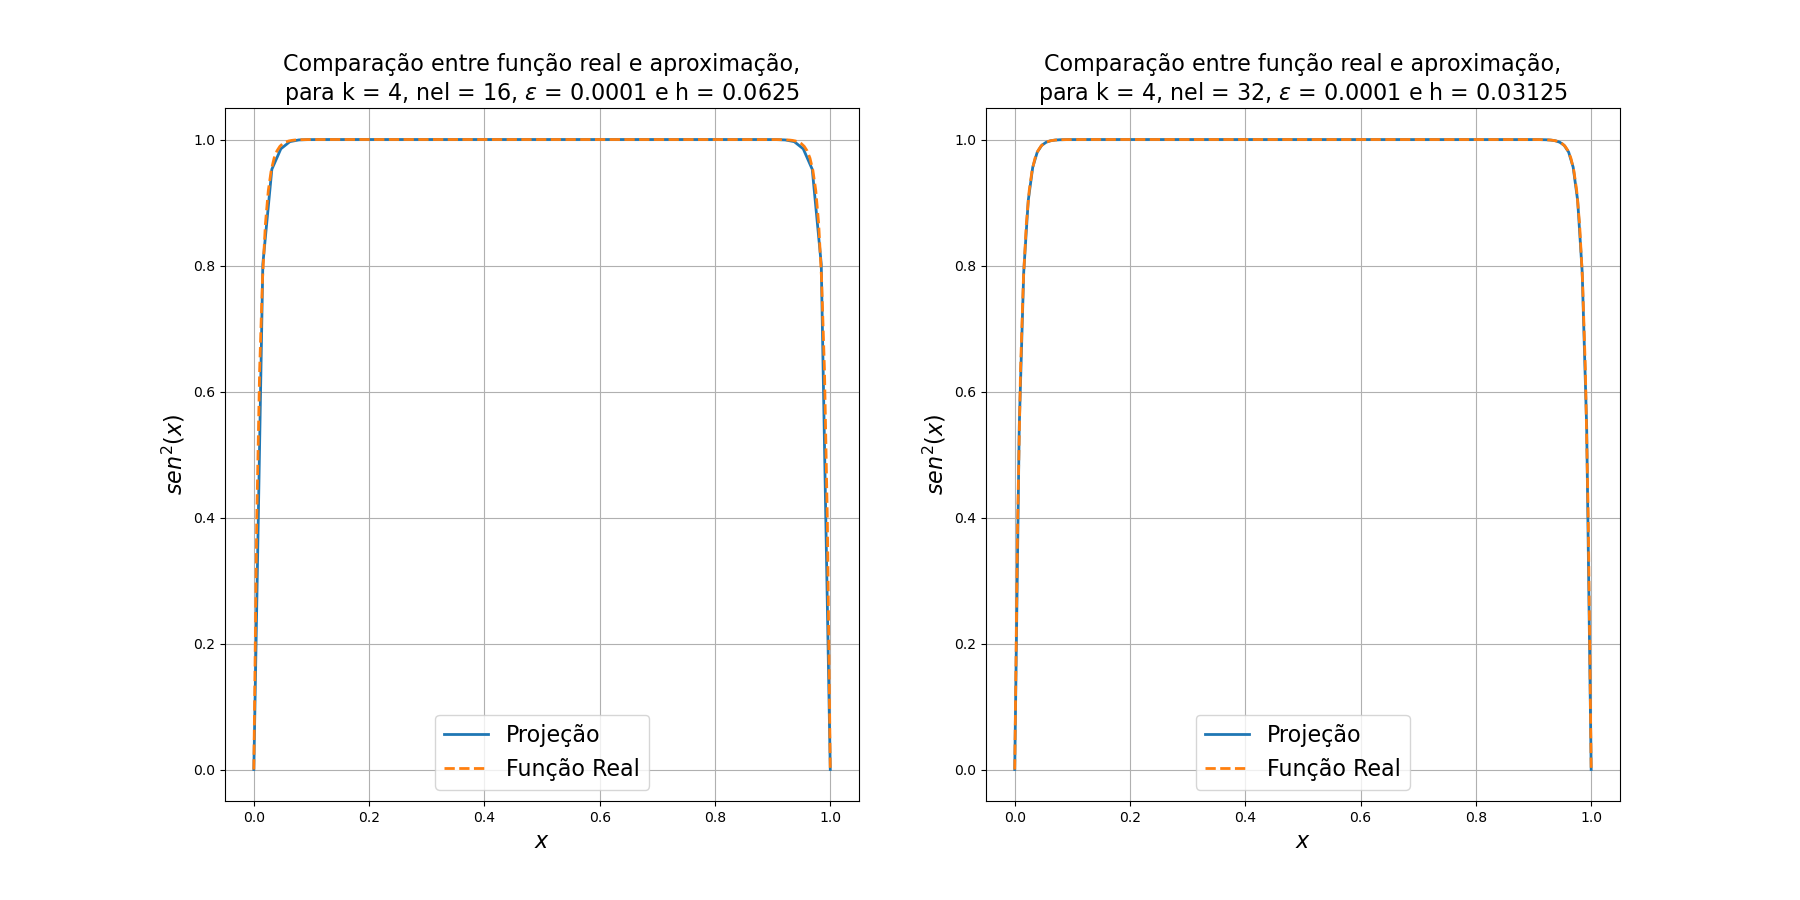 Comparação entre função real e aproximação,
para k = 4, nel = 16, ε = 0.0001 e h = 0.0625
1.0
0.8
0.6
0.4
0.2
0.0
sen²(x)
Projeção
Função Real
0.0 0.2 0.4 0.6 0.8 1.0
x
Comparação entre função real e aproximação,
para k = 4, nel = 32, ε = 0.0001 e h = 0.03125
1.0
0.8
0.6
0.4
0.2
0.0
sen²(x)
Projeção
Função Real
0.0 0.2 0.4 0.6 0.8 1.0
x